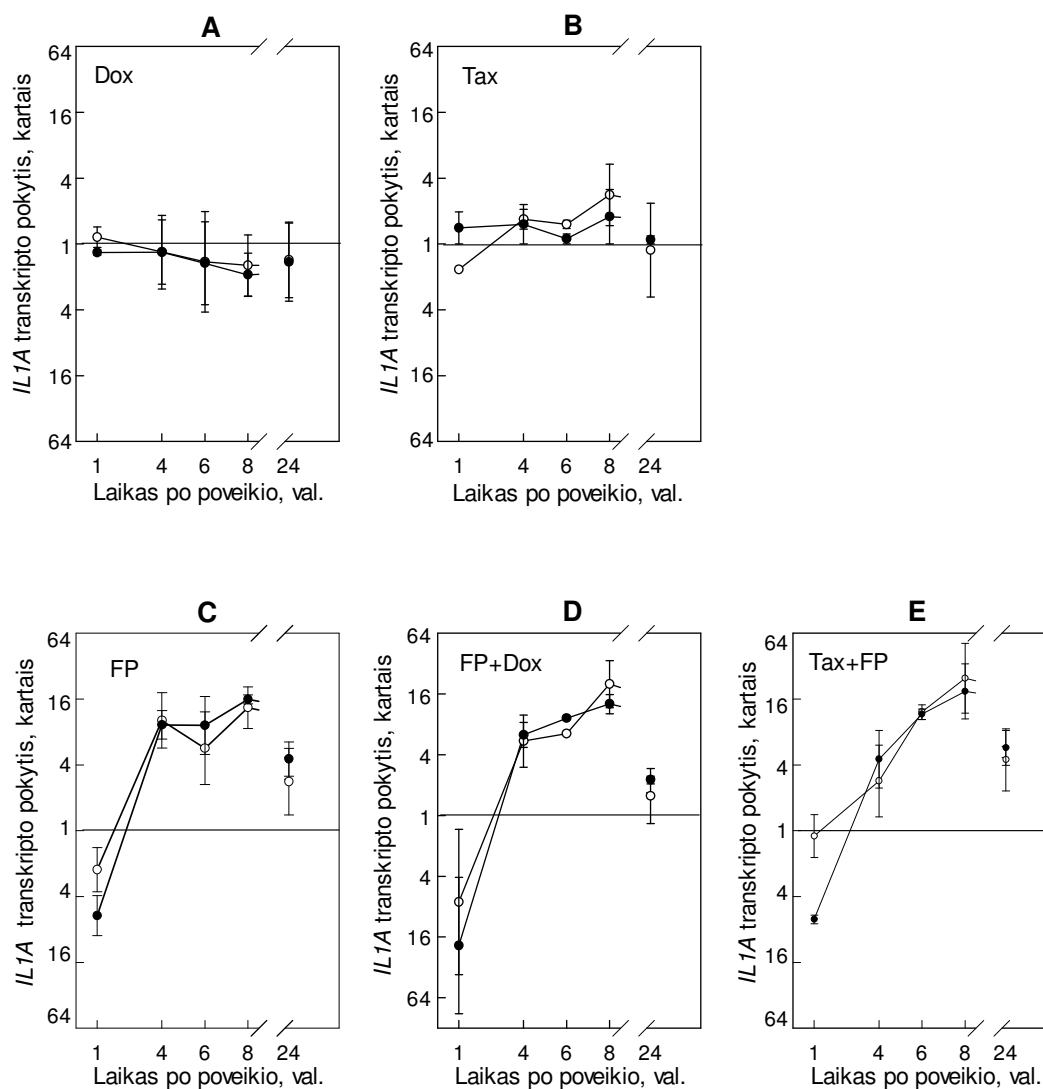 A
IL1A transkripto pokytis, kartais
64
16
4
1
4
16
64
Dox
1 4 6 8 24
Laikas po poveikio, val.
B
IL1A transkripto pokytis, kartais
64
16
4
1
4
16
64
Tax
1 4 6 8 24
Laikas po poveikio, val.
C
IL1A transkripto pokytis, kartais
64
16
4
1
4
16
64
FP
1 4 6 8 24
Laikas po poveikio, val.
D
IL1A transkripto pokytis, kartais
64
16
4
1
4
16
64
FP+Dox
1 4 6 8 24
Laikas po poveikio, val.
E
IL1A transkripto pokytis, kartais
64
16
4
1
4
16
64
Tax+FP
1 4 6 8 24
Laikas po poveikio, val.